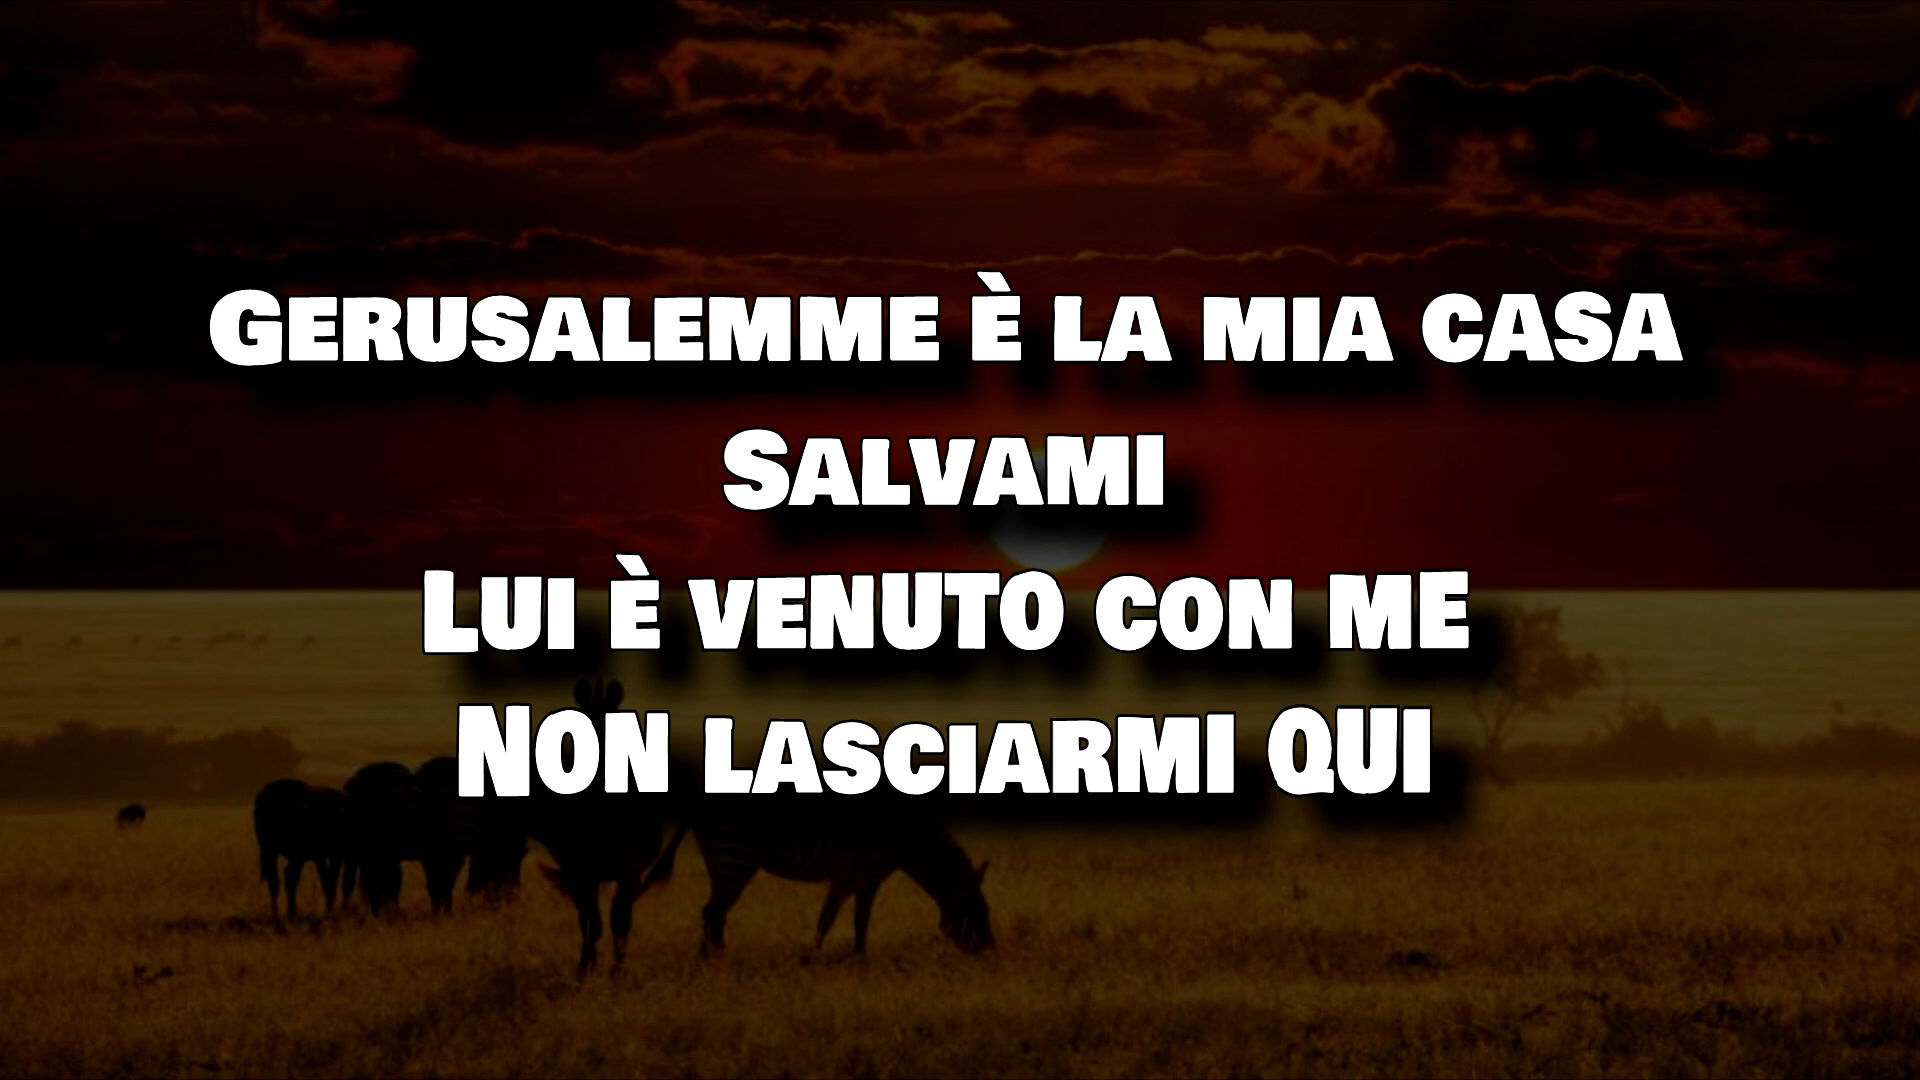 Gerusalemme è la mia casa
Salvami
Lui è venuto con me
Non lasciarmi qui